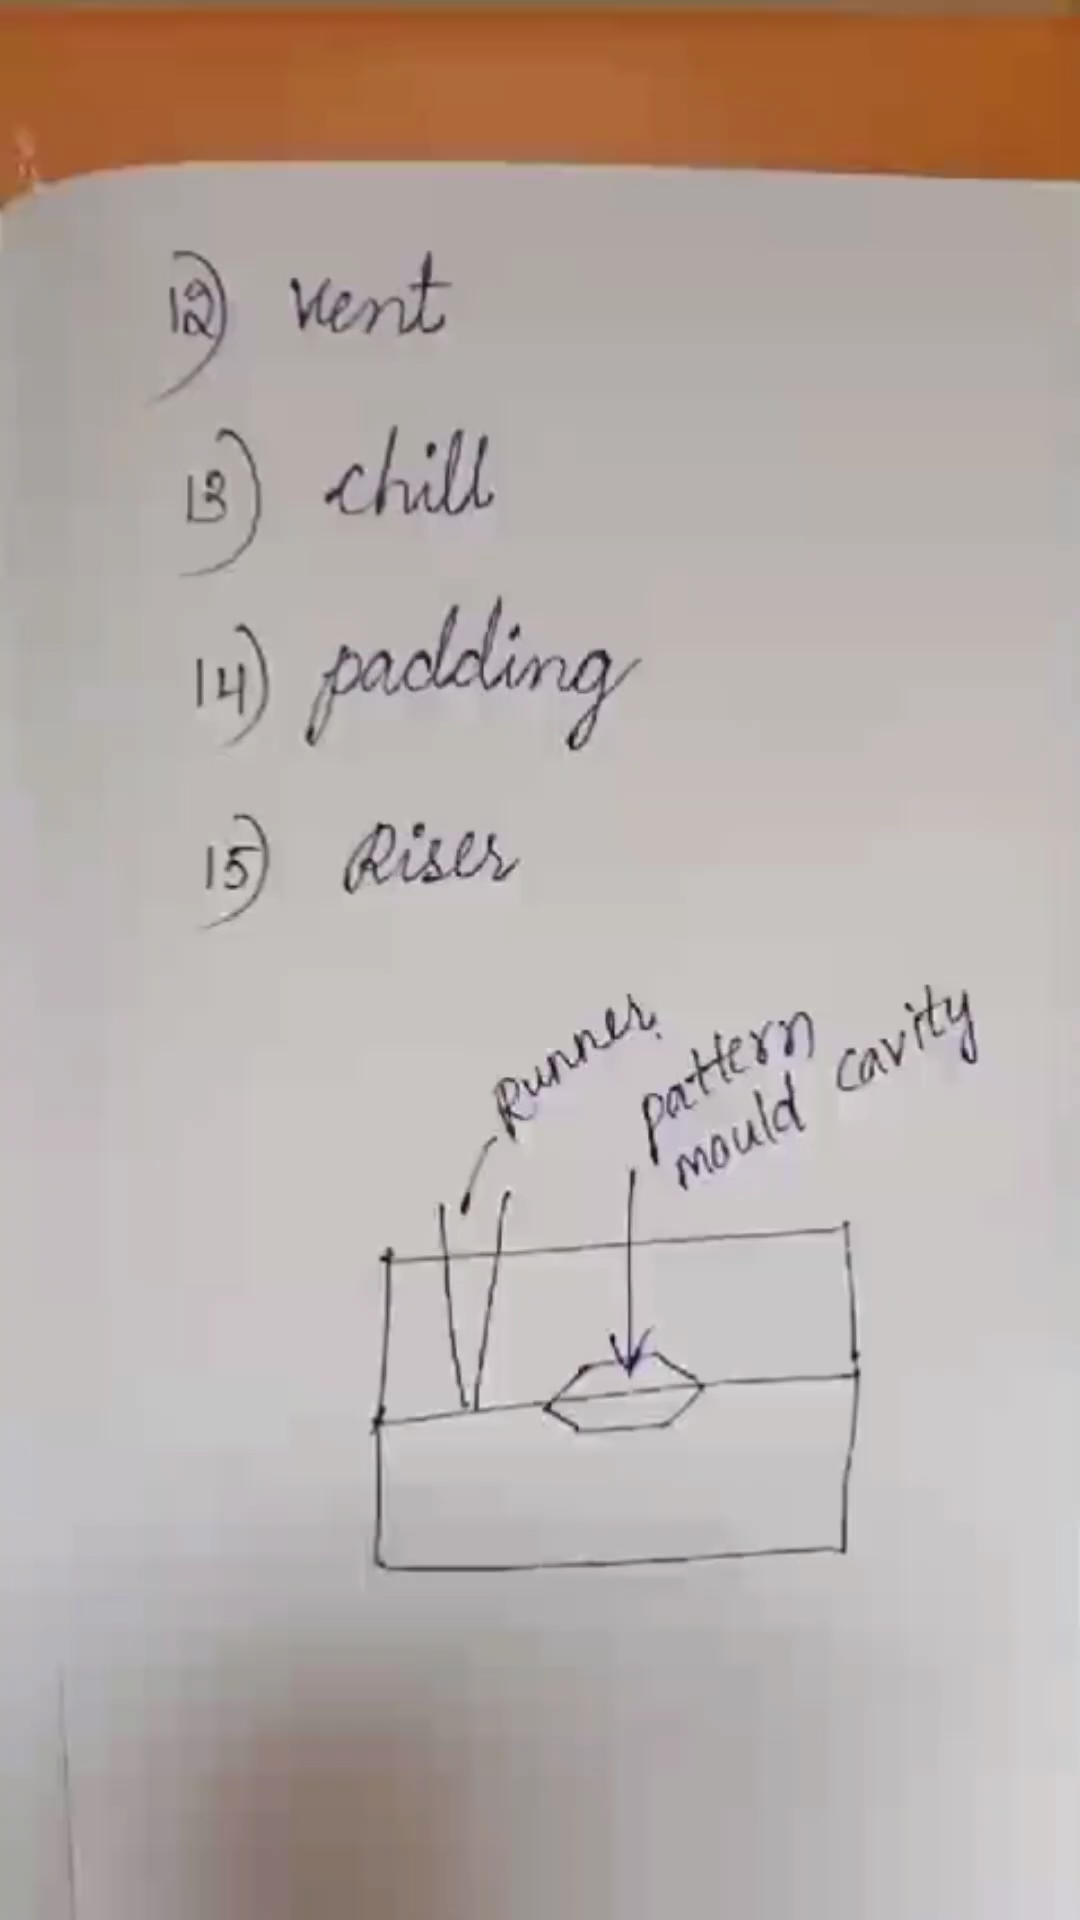 12) vent
13) chill
14) padding
15) Riser
Runner.
pattern
mould cavity